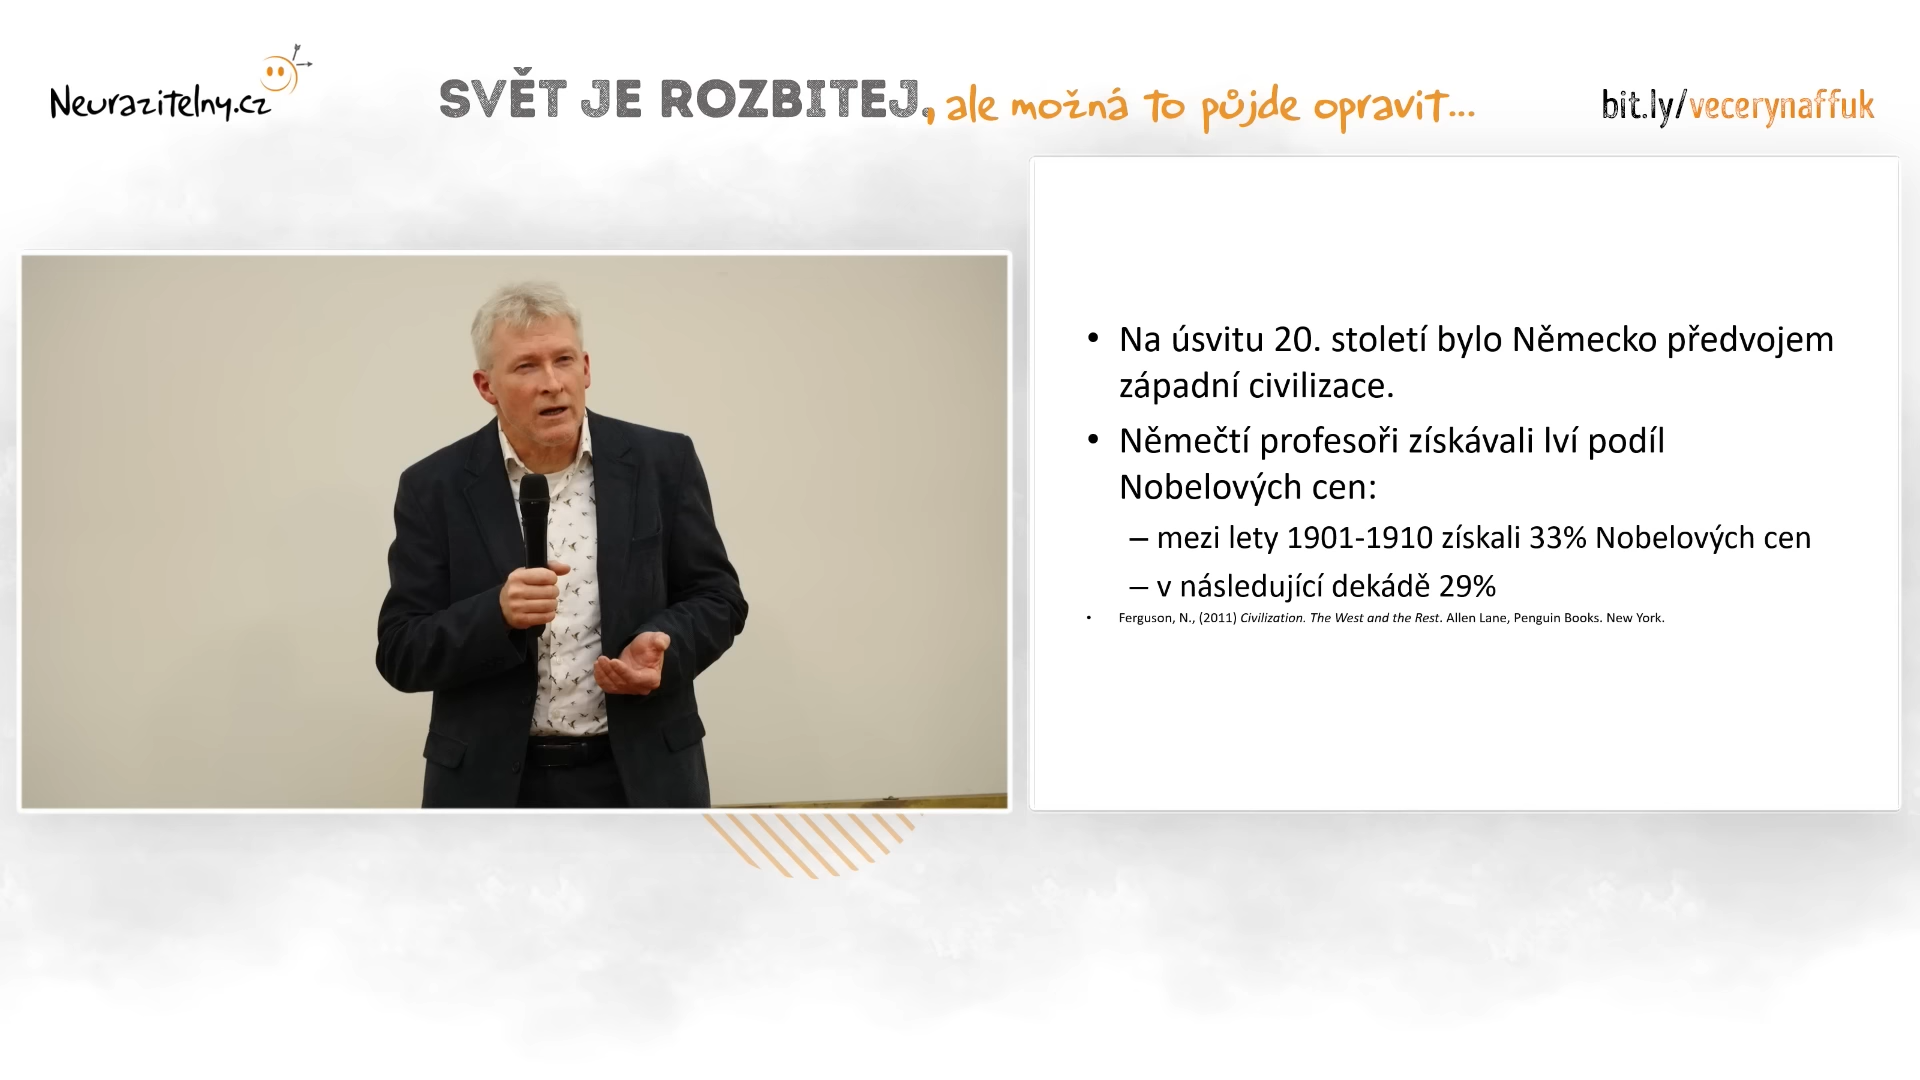 Neurazitelny.cz
SVĚT JE ROZBITEJ, ale možná to půjde opravit...
bit.ly/vecerynaffuk
• Na úsvitu 20. století bylo Německo předvojem
západní civilizace.
• Němečtí profesoři získávali lví podíl
Nobelových cen:
– mezi lety 1901-1910 získali 33% Nobelových cen
– v následující dekádě 29%
• Ferguson, N., (2011) Civilization. The West and the Rest. Allen Lane, Penguin Books. New York.